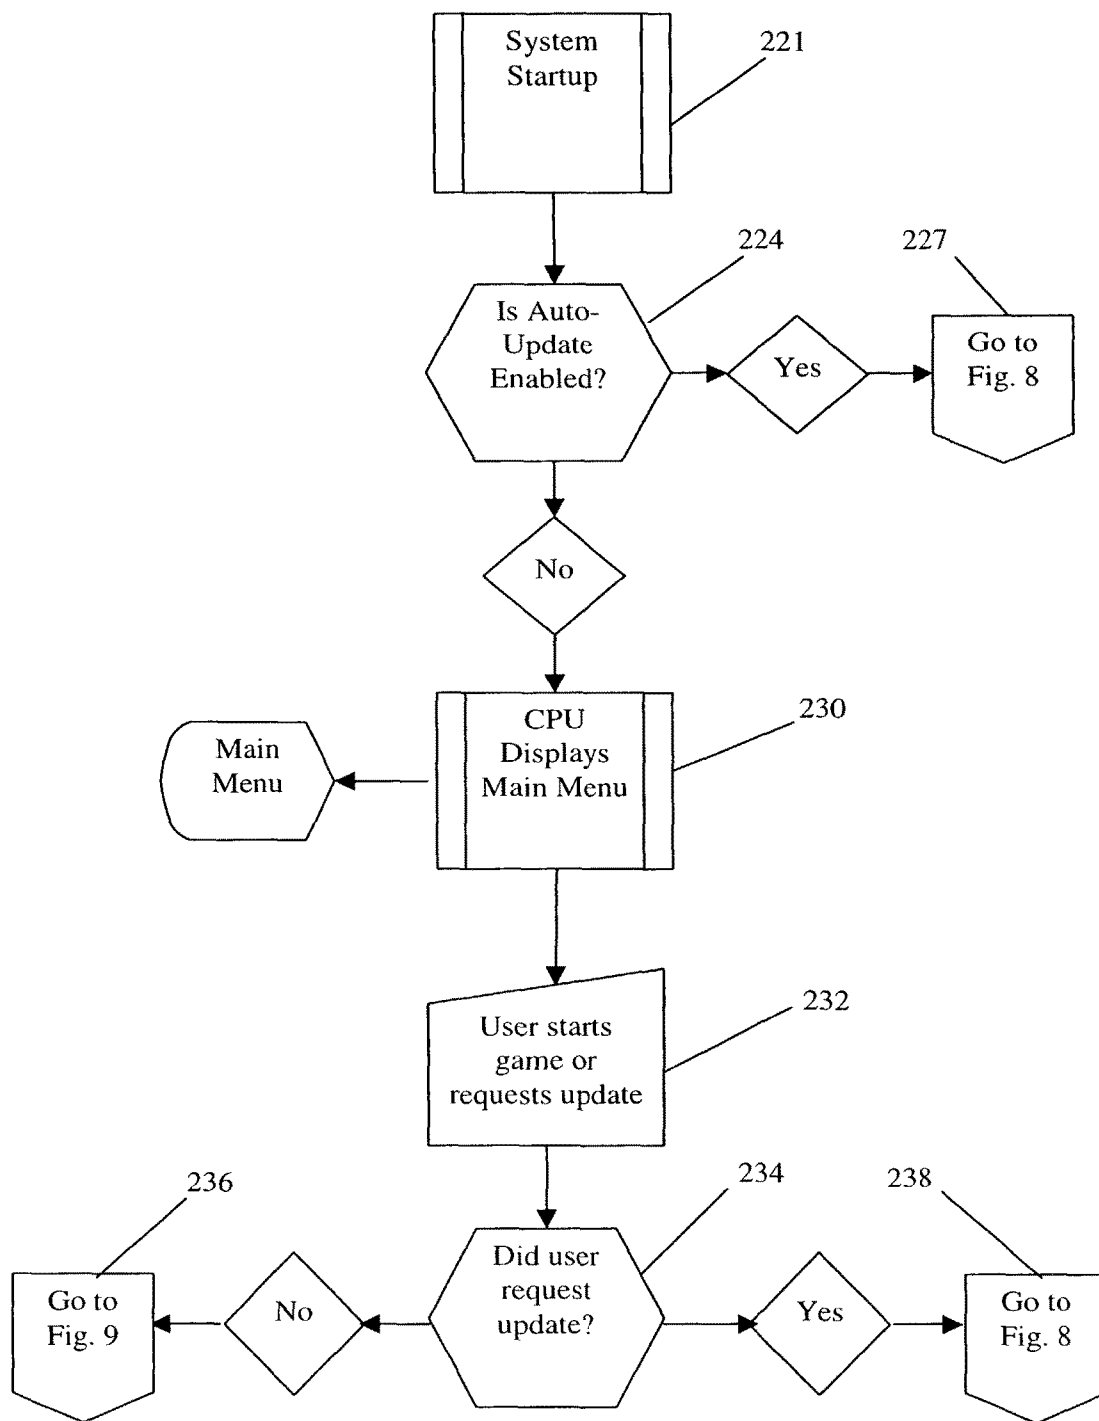 System
Startup
221
224
227
Is Auto-
Update
Enabled?
Yes
Go to
Fig. 8
No
CPU
Displays
Main Menu
230
Main
Menu
User starts
game or
requests update
232
236
234
238
Go to
Fig. 9
No
Did user
request
update?
Yes
Go to
Fig. 8